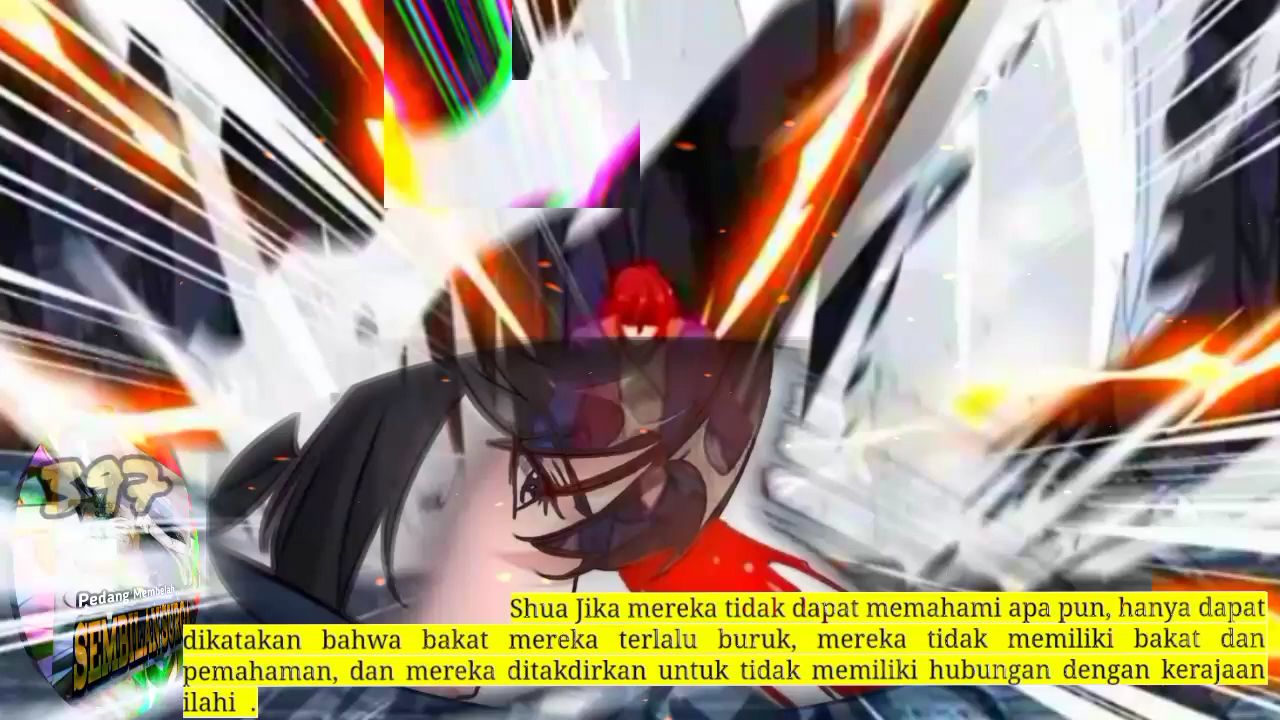 397
Pedang Membelah
Shua Jika mereka tidak dapat memahami apa pun, hanya dapat
dikatakan bahwa bakat mereka terlalu buruk, mereka tidak memiliki bakat dan
pemahaman, dan mereka ditakdirkan untuk tidak memiliki hubungan dengan kerajaan
ilahi .